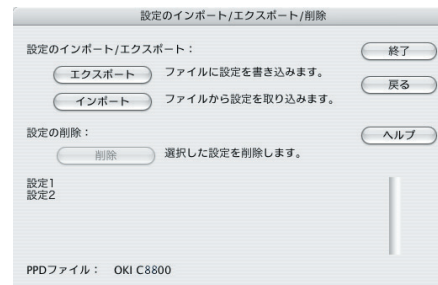 設定のインポート/エクスポート/削除
設定のインポート/エクスポート：
終了
エクスポート ファイルに設定を書き込みます。
戻る
インポート ファイルから設定を取り込みます。
設定の削除：
ヘルプ
削除 選択した設定を削除します。
設定1
設定2
PPDファイル： OKI C8800